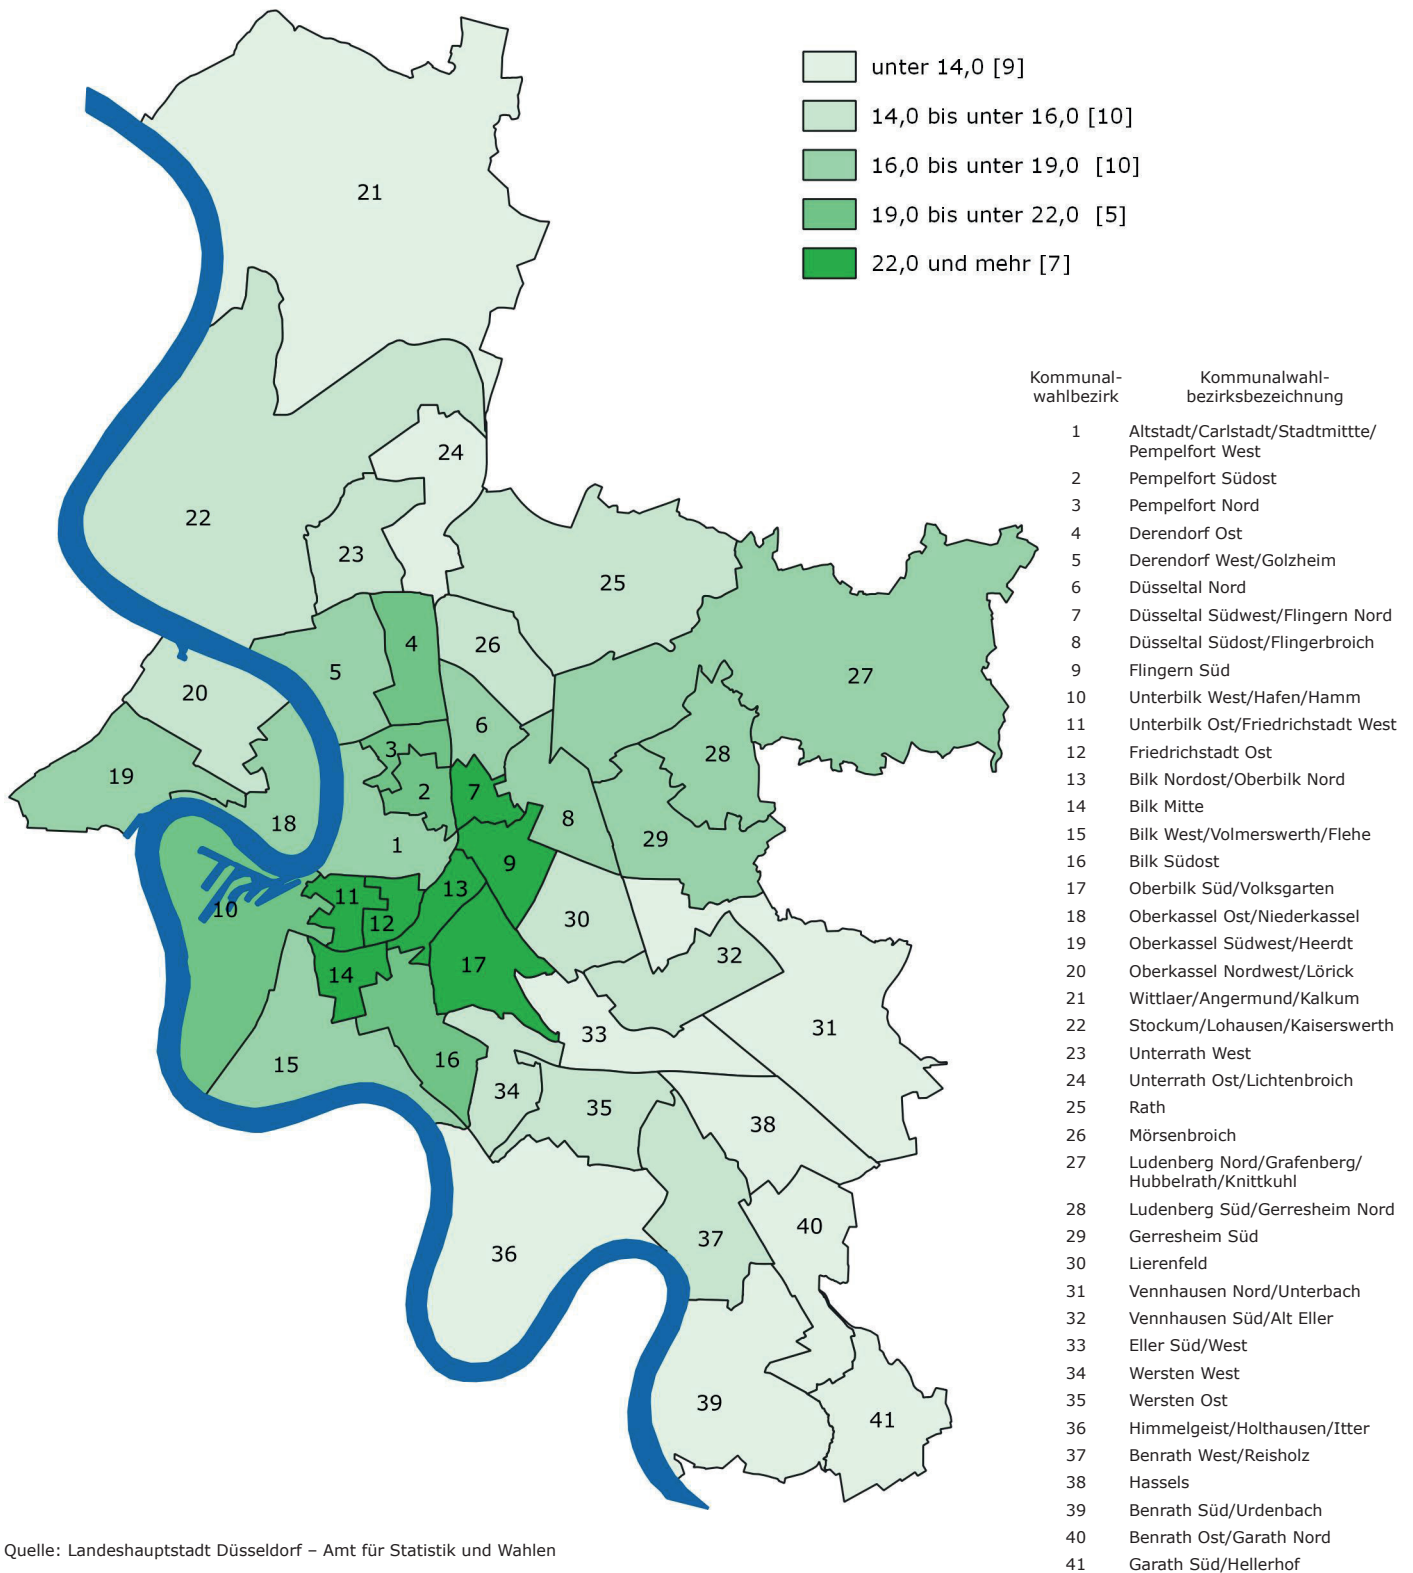 unter 14,0 [9]
14,0 bis unter 16,0 [10]
16,0 bis unter 19,0 [10]
19,0 bis unter 22,0 [5]
22,0 und mehr [7]
21
24
22
23
25
26
4
5
27
20
6
3
28
19
2
7
18
8
1
29
9
13
11
10
12
30
32
17
14
31
33
16
15
34
35
38
40
37
36
39
41
Kommunal-
wahlbezirk
Kommunalwahl-
bezirksbezeichnung
1 Altstadt/Carlstadt/Stadtmittte/
Pempelfort West
2 Pempelfort Südost
3 Pempelfort Nord
4 Derendorf Ost
5 Derendorf West/Golzheim
6 Düsseltal Nord
7 Düsseltal Südwest/Flingern Nord
8 Düsseltal Südost/Flingerbroich
9 Flingern Süd
10 Unterbilk West/Hafen/Hamm
11 Unterbilk Ost/Friedrichstadt West
12 Friedrichstadt Ost
13 Bilk Nordost/Oberbilk Nord
14 Bilk Mitte
15 Bilk West/Volmerswerth/Flehe
16 Bilk Südost
17 Oberbilk Süd/Volksgarten
18 Oberkassel Ost/Niederkassel
19 Oberkassel Südwest/Heerdt
20 Oberkassel Nordwest/Lörick
21 Wittlaer/Angermund/Kalkum
22 Stockum/Lohausen/Kaiserswerth
23 Unterrath West
24 Unterrath Ost/Lichtenbroich
25 Rath
26 Mörsenbroich
27 Ludenberg Nord/Grafenberg/
Hubbelrath/Knittkuhl
28 Ludenberg Süd/Gerresheim Nord
29 Gerresheim Süd
30 Lierenfeld
31 Vennhausen Nord/Unterbach
32 Vennhausen Süd/Alt Eller
33 Eller Süd/West
34 Wersten West
35 Wersten Ost
36 Himmelgeist/Holthausen/Itter
37 Benrath West/Reisholz
38 Hassels
39 Benrath Süd/Urdenbach
40 Benrath Ost/Garath Nord
41 Garath Süd/Hellerhof
Quelle: Landeshauptstadt Düsseldorf – Amt für Statistik und Wahlen